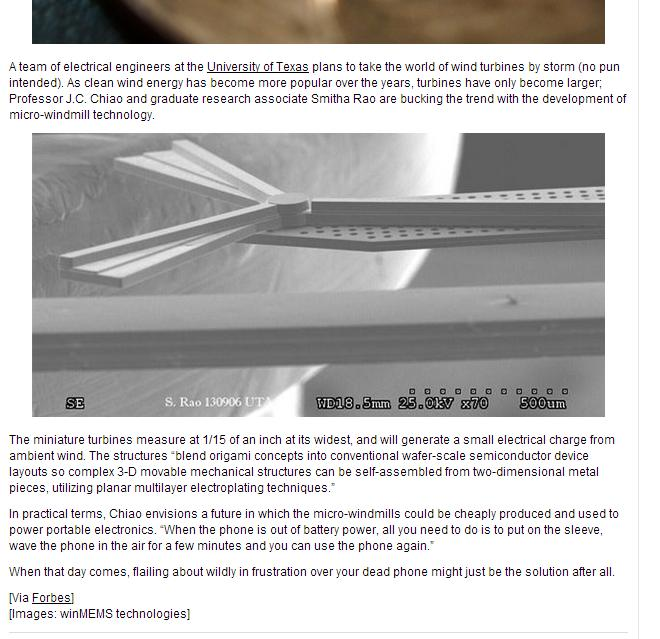 A team of electrical engineers at the University of Texas plans to take the world of wind turbines by storm (no pun
intended). As clean wind energy has become more popular over the years, turbines have only become larger;
Professor J.C. Chiao and graduate research associate Smitha Rao are bucking the trend with the development of
micro-windmill technology.
SE S. Rao 130906 UTA WD18.5mm 25.0kV x70 500um
The miniature turbines measure at 1/15 of an inch at its widest, and will generate a small electrical charge from
ambient wind. The structures “blend origami concepts into conventional wafer-scale semiconductor device
layouts so complex 3-D movable mechanical structures can be self-assembled from two-dimensional metal
pieces, utilizing planar multilayer electroplating techniques.”
In practical terms, Chiao envisions a future in which the micro-windmills could be cheaply produced and used to
power portable electronics. “When the phone is out of battery power, all you need to do is to put on the sleeve,
wave the phone in the air for a few minutes and you can use the phone again.”
When that day comes, flailing about wildly in frustration over your dead phone might just be the solution after all.
[Via Forbes]
[Images: winMEMS technologies]